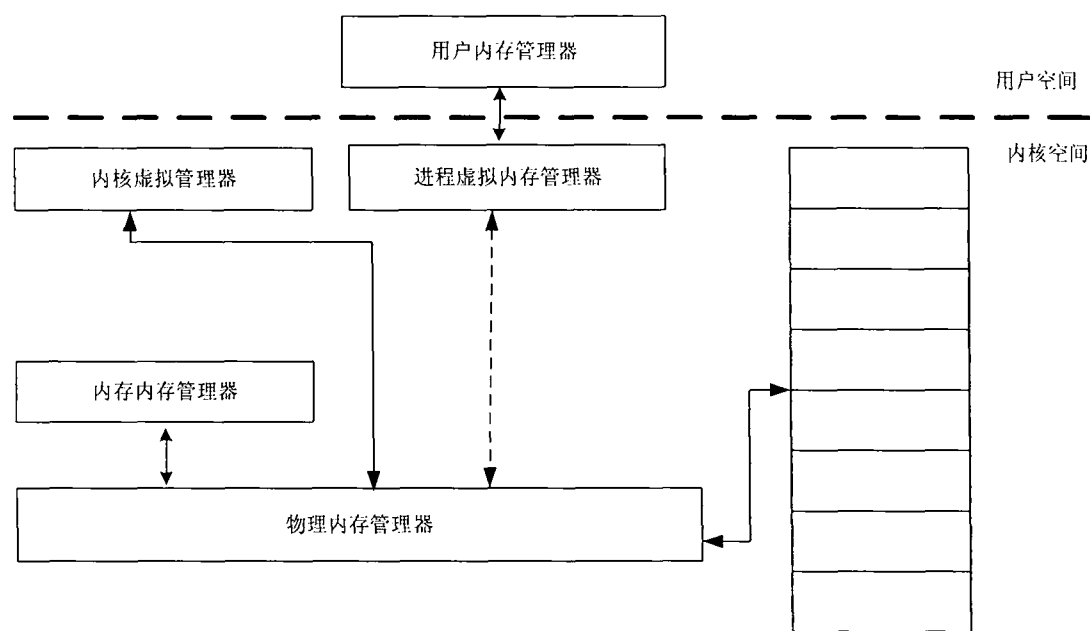 用户内存管理器
用户空间
内核空间
内核虚拟管理器
进程虚拟内存管理器
内存内存管理器
物理内存管理器